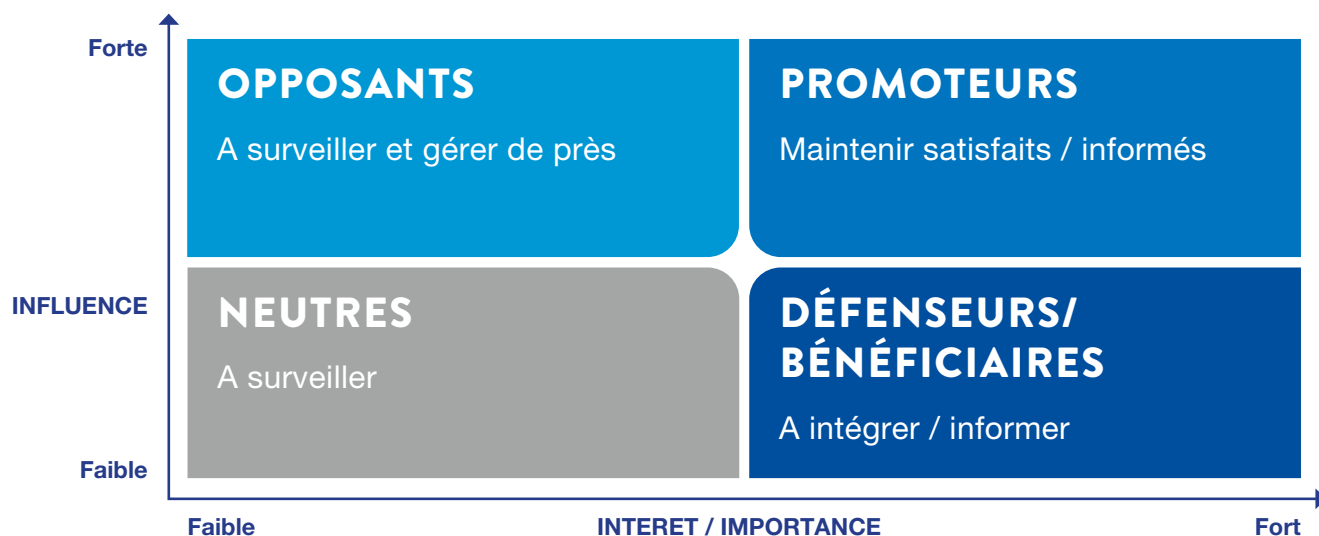 Forte
OPPOSANTS
A surveiller et gérer de près
PROMOTEURS
Maintenir satisfaits / informés
INFLUENCE
NEUTRES
A surveiller
DÉFENSEURS/
BÉNÉFICIAIRES
A intégrer / informer
Faible
Faible
INTERET / IMPORTANCE
Fort